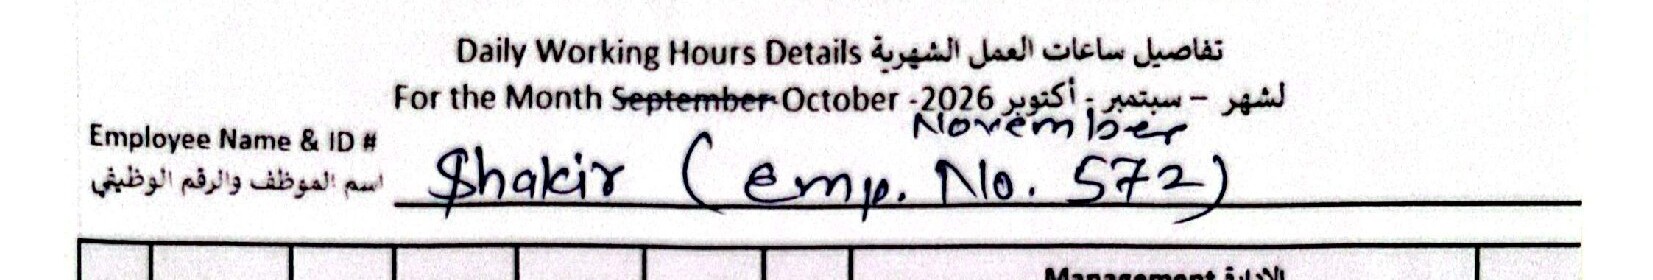 Daily Working Hours Details تفاصيل ساعات العمل الشهرية
For the Month September October -2026 لشهر – سبتمبر - أكتوبر
November
Employee Name & ID #
اسم الموظف والرقم الوظيفي
Shakir (emp. No. 572)
Management الإدارة